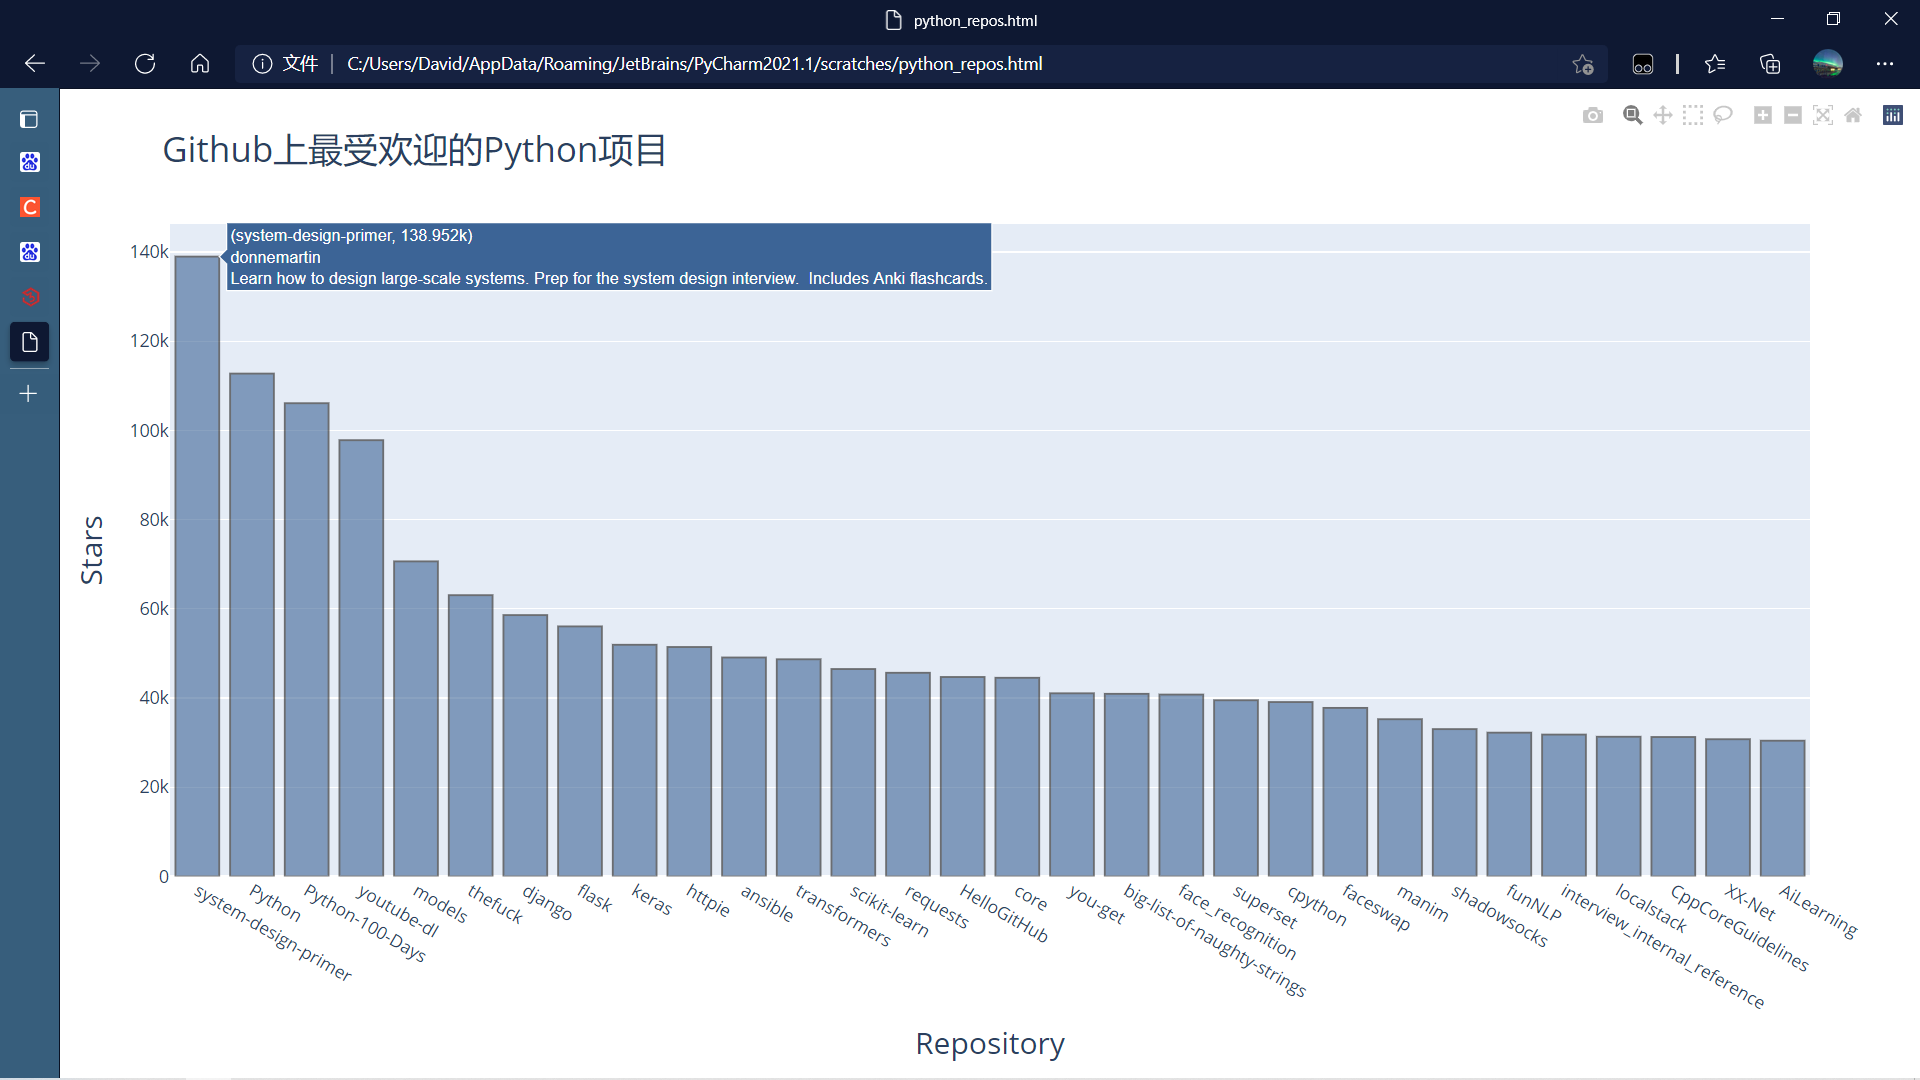 python_repos.html
文件 C:/Users/David/AppData/Roaming/JetBrains/PyCharm2021.1/scratches/python_repos.html
du
C
du
Github上最受欢迎的Python项目
(system-design-primer, 138.952k)
donnemartin
Learn how to design large-scale systems. Prep for the system design interview.  Includes Anki flashcards.
140k
120k
100k
80k
60k
40k
20k
0
Stars
system-design-primer
Python
Python-100-Days
youtube-dl
models
thefuck
django
flask
keras
httpie
ansible
transformers
scikit-learn
requests
HelloGitHub
core
you-get
big-list-of-naughty-strings
face_recognition
superset
cpython
faceswap
manim
shadowsocks
funNLP
interview_internal_reference
localstack
CppCoreGuidelines
XX-Net
AiLearning
Repository